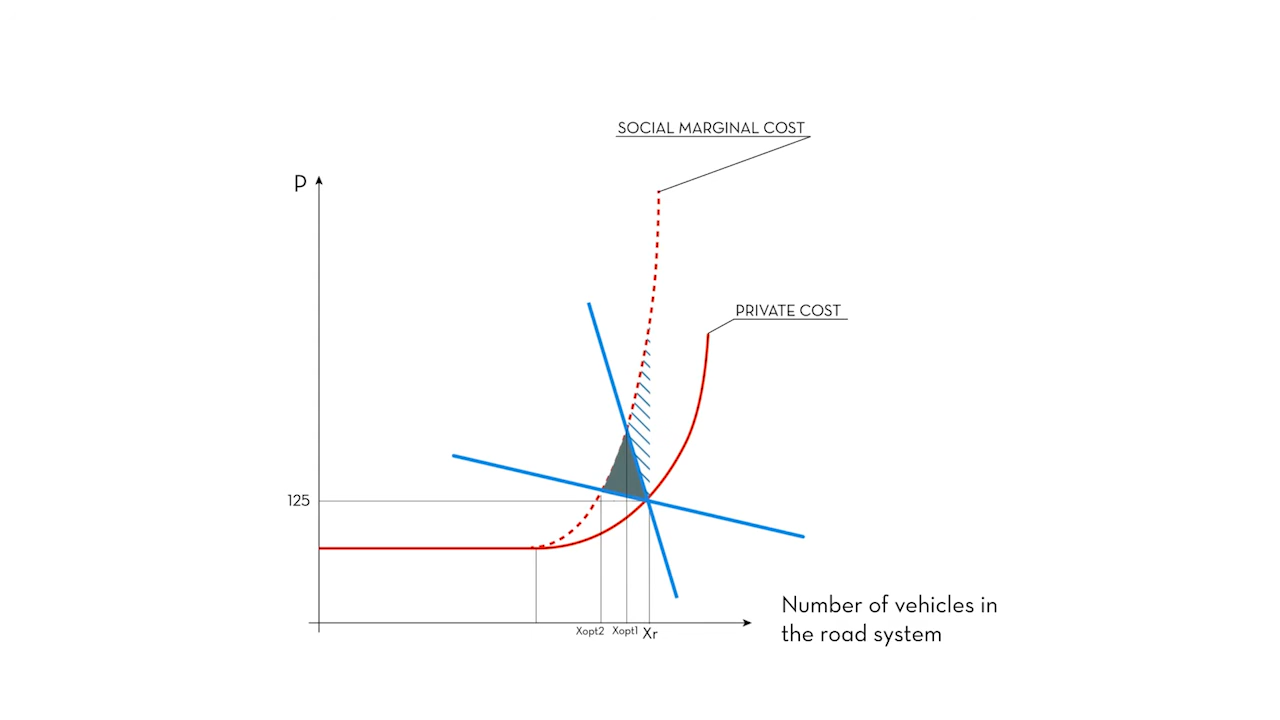 SOCIAL MARGINAL COST
P
PRIVATE COST
125
Number of vehicles in
the road system
Xopt2 Xopt1 Xr